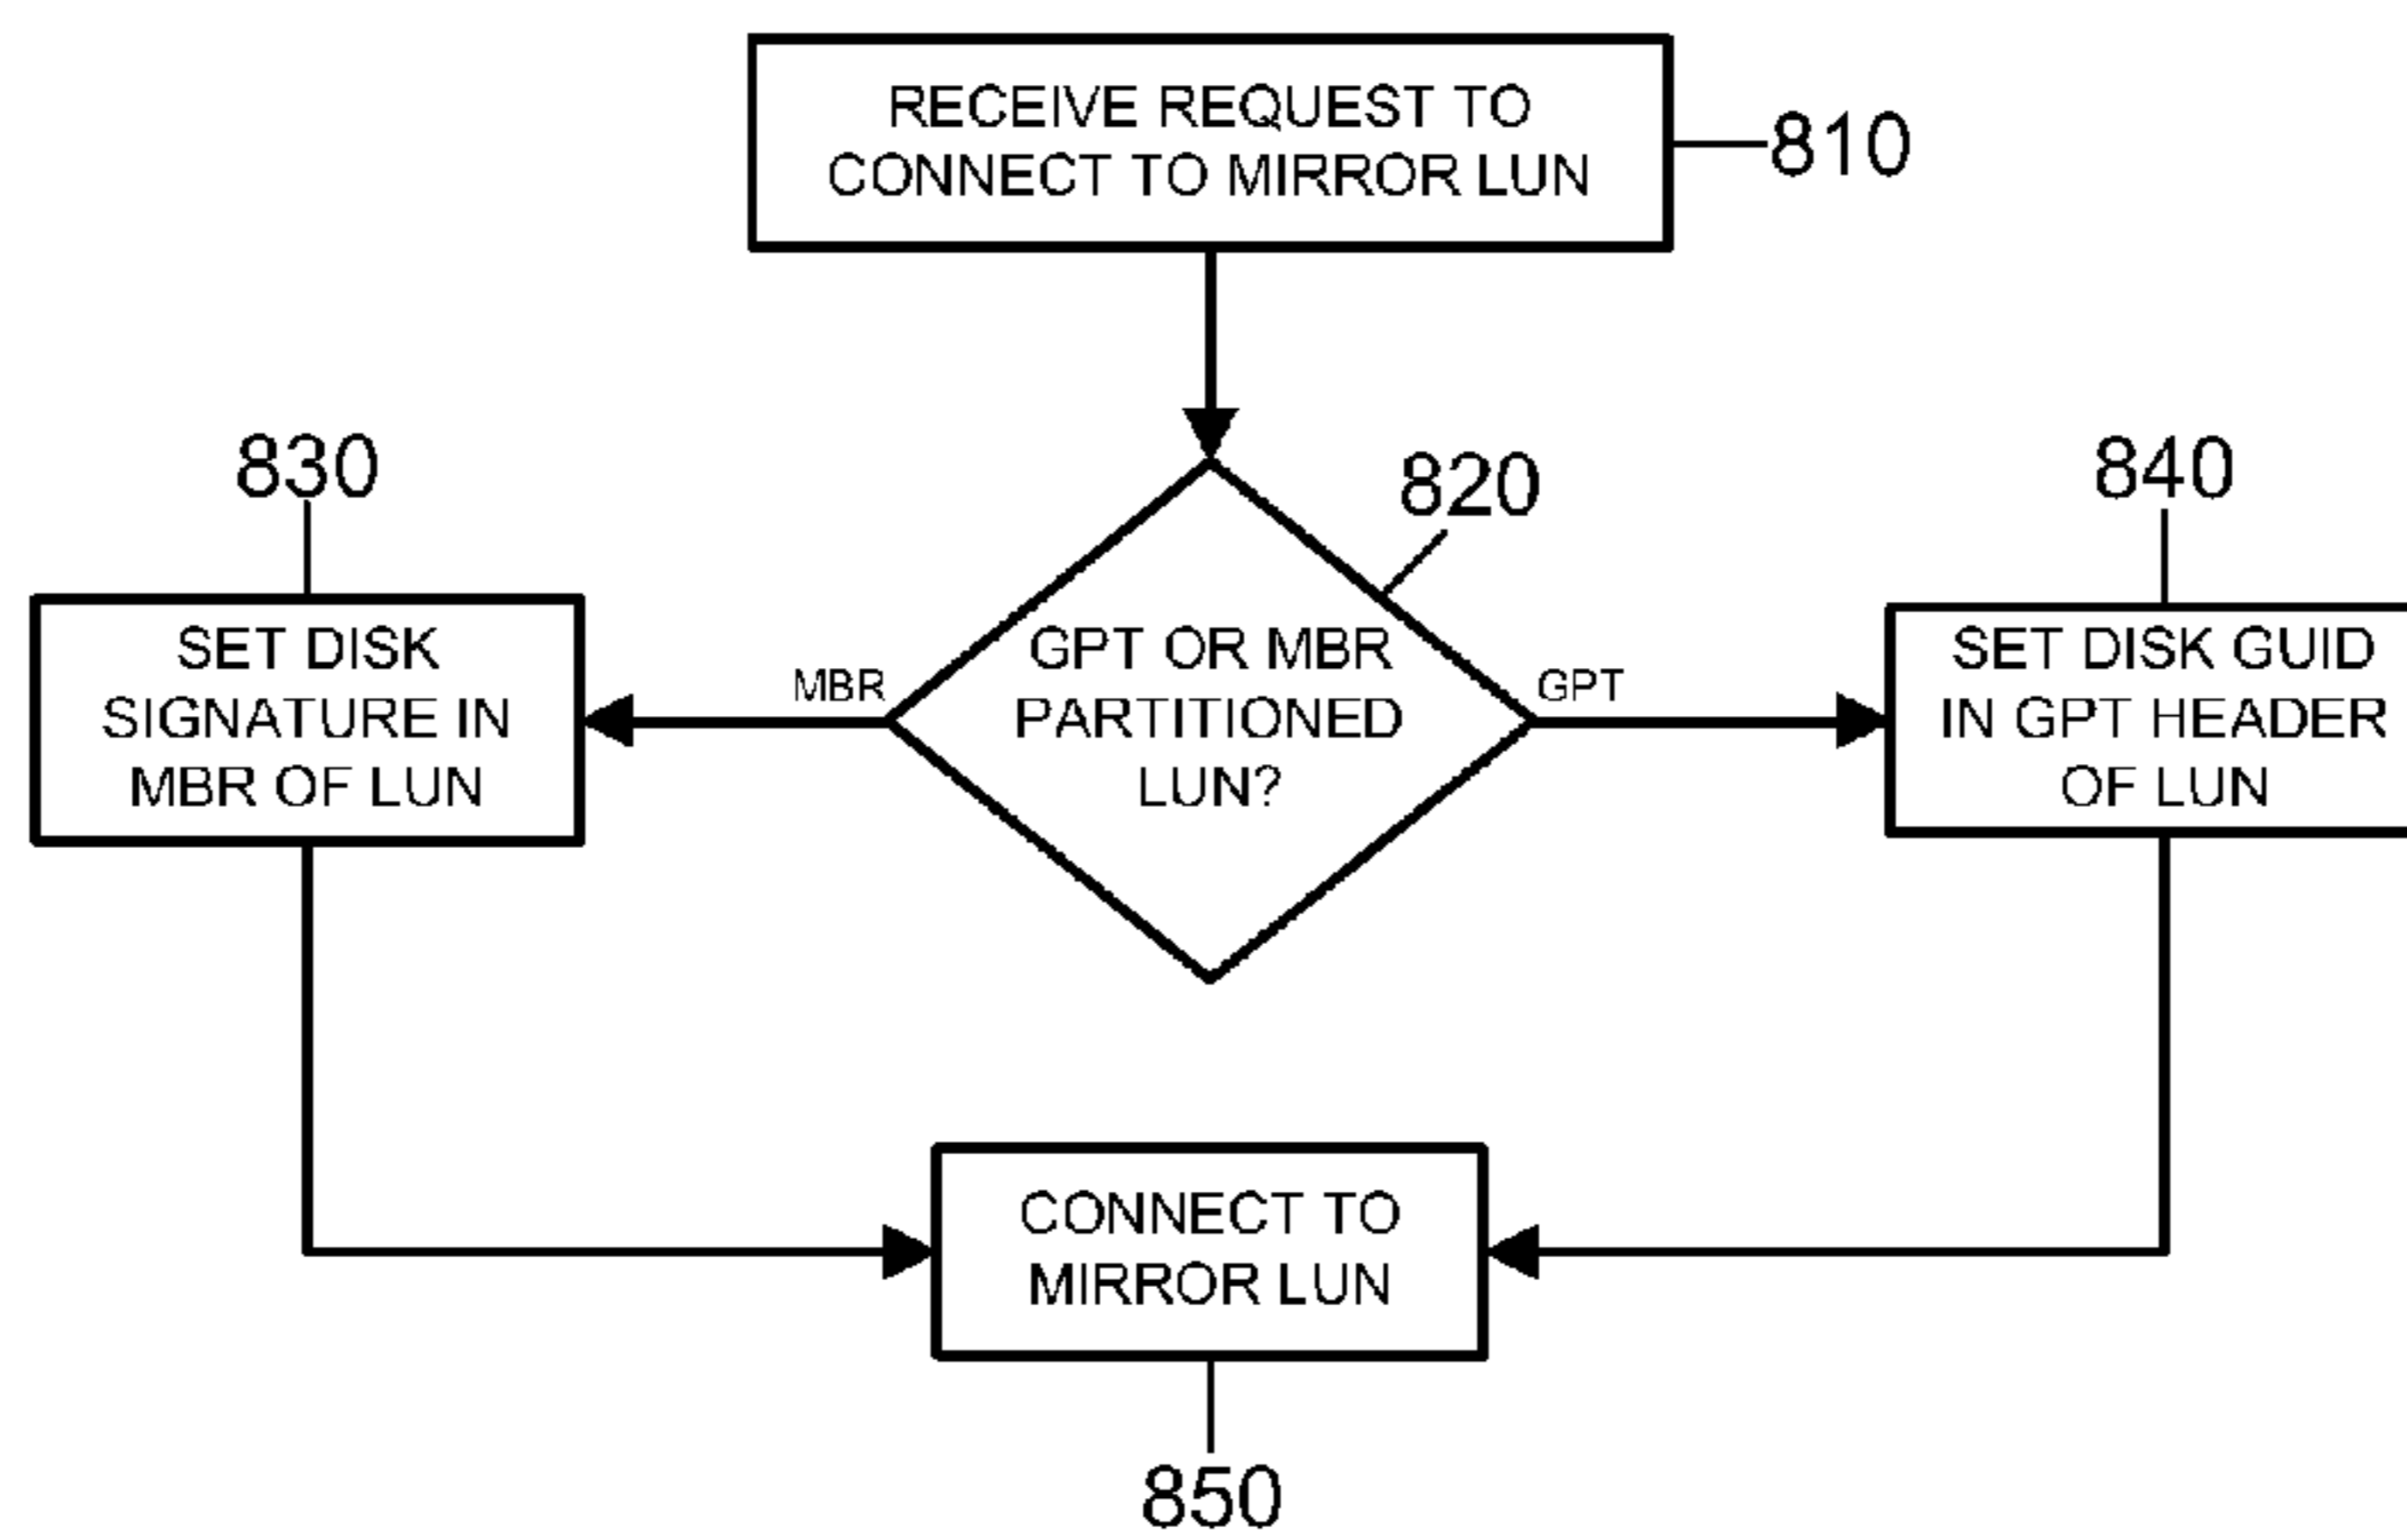 RECEIVE REQUEST TO
CONNECT TO MIRROR LUN
810
820
GPT OR MBR
PARTITIONED
LUN?
MBR
GPT
830
SET DISK
SIGNATURE IN
MBR OF LUN
840
SET DISK GUID
IN GPT HEADER
OF LUN
CONNECT TO
MIRROR LUN
850